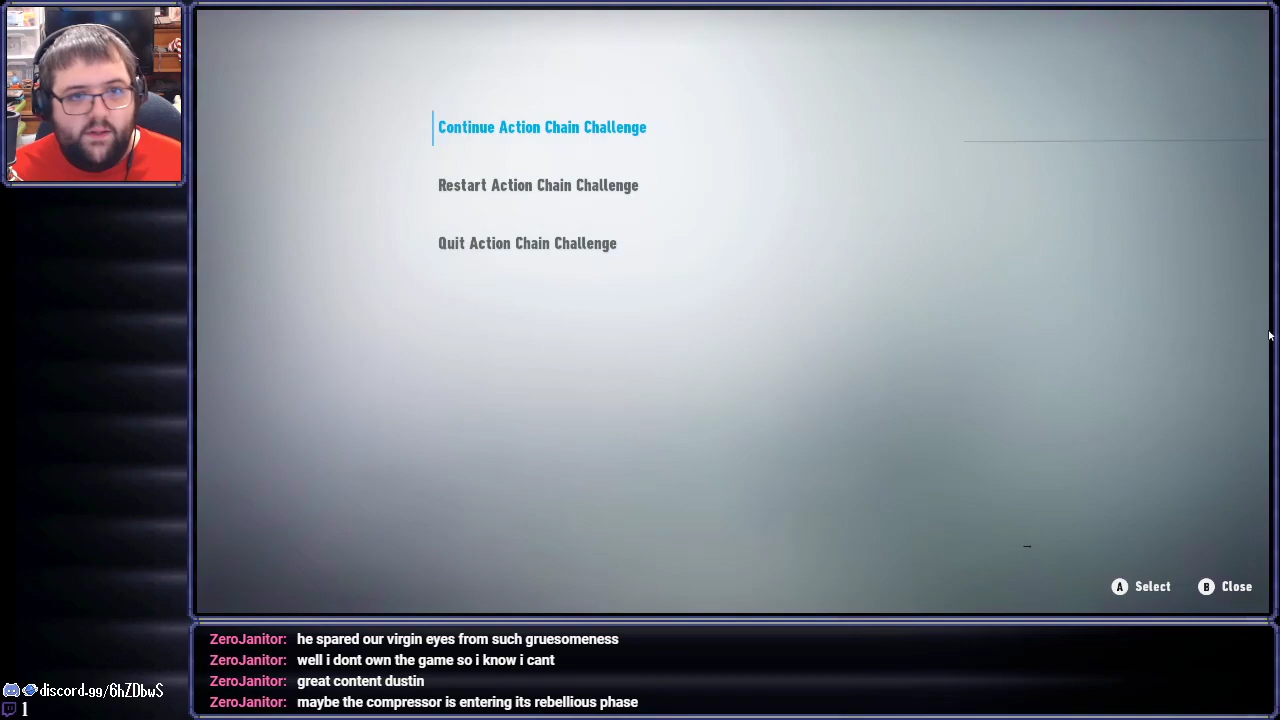 Continue Action Chain Challenge
Restart Action Chain Challenge
Quit Action Chain Challenge
A Select B Close
ZeroJanitor: he spared our virgin eyes from such gruesomeness
ZeroJanitor: well i dont own the game so i know i cant
ZeroJanitor: great content dustin
ZeroJanitor: maybe the compressor is entering its rebellious phase
discord.gg/6hZDbwS
1